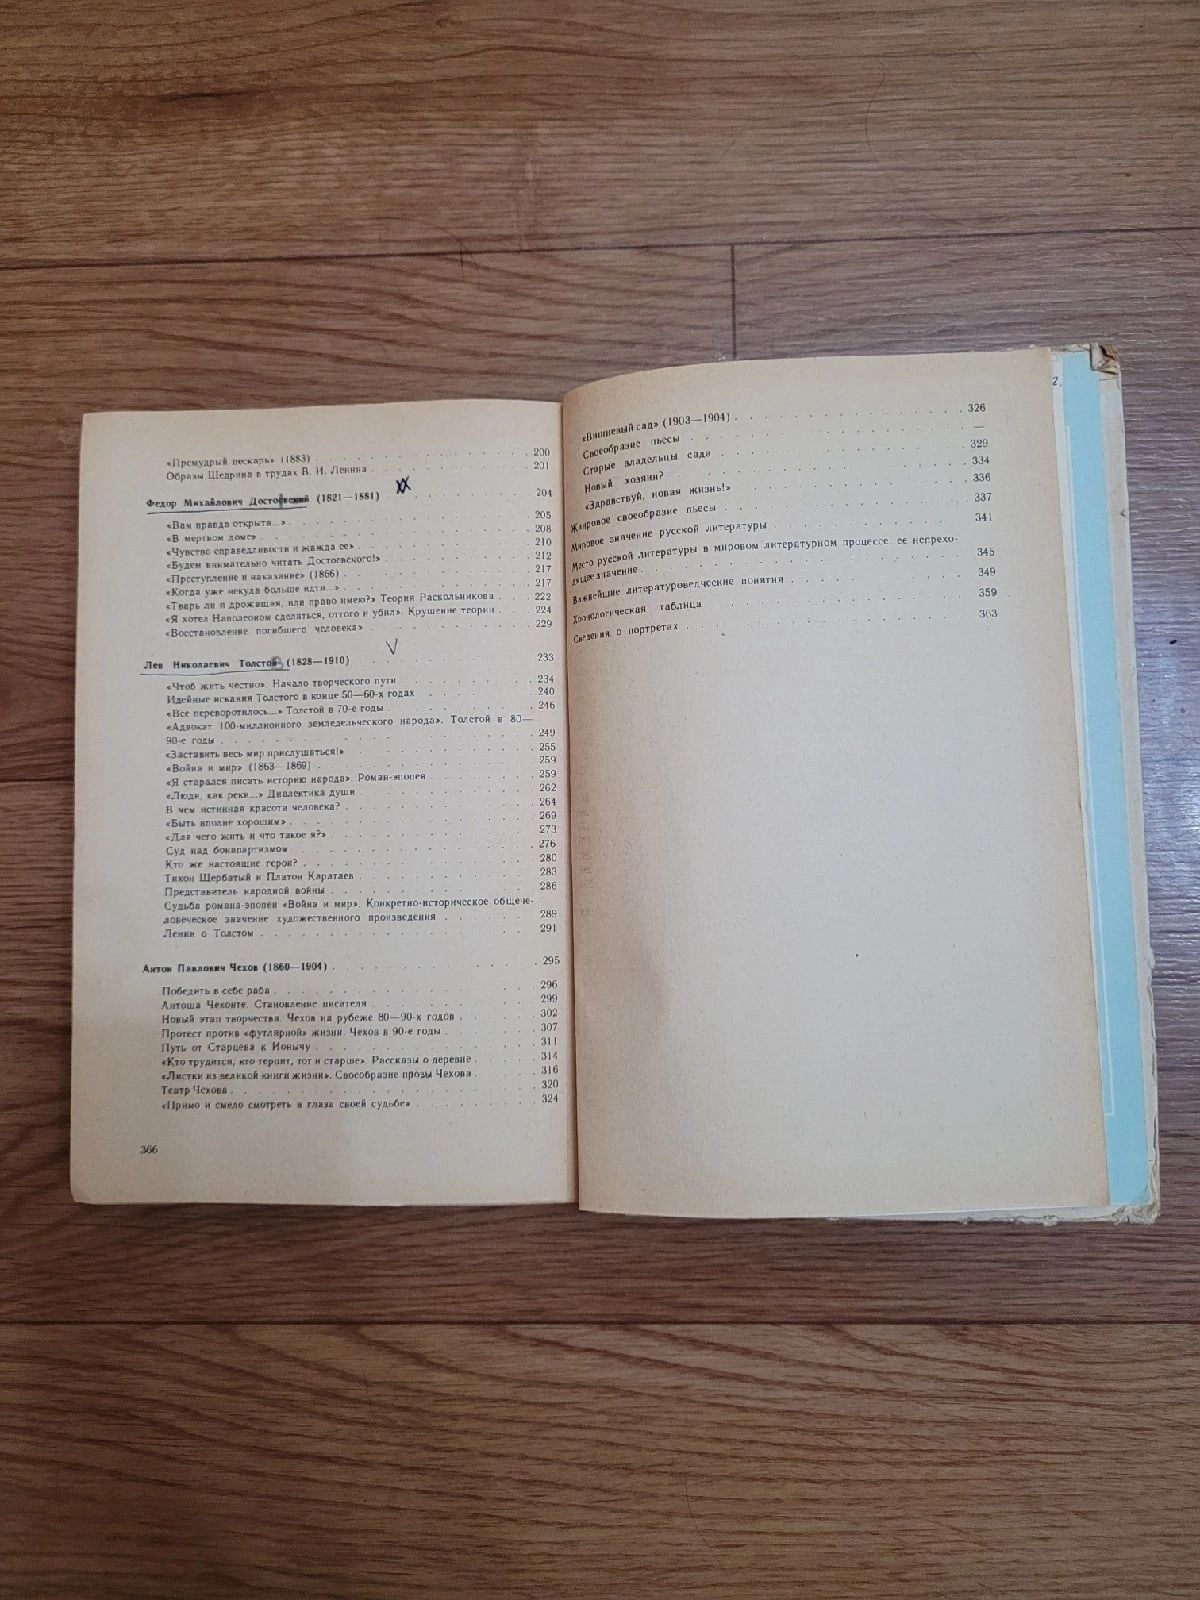 «Премудрый пескарь» (1883) . . . 200
Образы Щедрина в трудах В. И. Ленина . . . 201
Федор Михайлович Достоевский (1821—1881) . . . 204
«Вам правда открыта...» . . . 205
«В мертвом доме» . . . 208
«Чувство справедливости и жажда ее» . . . 210
«Будем внимательно читать Достоевского!» . . . 212
«Преступление и наказание» (1866) . . . 217
«Когда уже некуда больше идти...» . . . 217
«Тварь ли я дрожащая, или право имею?» Теория Раскольникова . . . 222
«Я хотел Наполеоном сделаться, оттого и убил». Крушение теории . . . 224
«Восстановление погибшего человека» . . . 229
Лев Николаевич Толстой (1828—1910) . . . 233
«Чтоб жить честно». Начало творческого пути . . . 234
Идейные искания Толстого в конце 50—60-х годах . . . 240
«Все переворотилось...» Толстой в 70-е годы . . . 246
«Адвокат 100-миллионного земледельческого народа». Толстой в 80—
90-е годы . . . 249
«Заставить весь мир прислушаться!» . . . 255
«Война и мир» (1863—1869) . . . 259
«Я старался писать историю народа». Роман-эпопея . . . 259
«Люди, как реки...» Диалектика души . . . 262
В чем истинная красота человека? . . . 264
«Быть вполне хорошим» . . . 269
«Для чего жить и что такое я?» . . . 273
Суд над бонапартизмом . . . 276
Кто же настоящие герои? . . . 280
Тихон Щербатый и Платон Каратаев . . . 283
Представитель народной войны . . . 286
Судьба романа-эпопеи «Война и мир». Конкретно-историческое общече-
ловеческое значение художественного произведения . . . 289
Ленин о Толстом . . . 291
Антон Павлович Чехов (1860—1904) . . . 295
Победить в себе раба . . . 296
Антоша Чехонте. Становление писателя . . . 299
Новый этап творчества. Чехов на рубеже 80—90-х годов . . . 302
Протест против «футлярной» жизни. Чехов в 90-е годы . . . 307
Путь от Старцева к Ионычу . . . 311
«Кто трудится, кто терпит, тот и старше». Рассказы о деревне . . . 314
«Листки из великой книги жизни». Своеобразие прозы Чехова . . . 316
Театр Чехова . . . 320
«Прямо и смело смотреть в глаза своей судьбе» . . . 324
366
«Вишневый сад» (1903—1904) . . . 326
Своеобразие пьесы . . . —
Старые владельцы сада . . . 329
Новый хозяин? . . . 334
«Здравствуй, новая жизнь!» . . . 336
Жанровое своеобразие пьесы . . . 337
Мировое значение русской литературы . . . 341
Место русской литературы в мировом литературном процессе, ее непрехо-
дящее значение . . . 345
Важнейшие литературоведческие понятия . . . 349
Хронологическая таблица . . . 359
Сведения о портретах . . . 363
2.